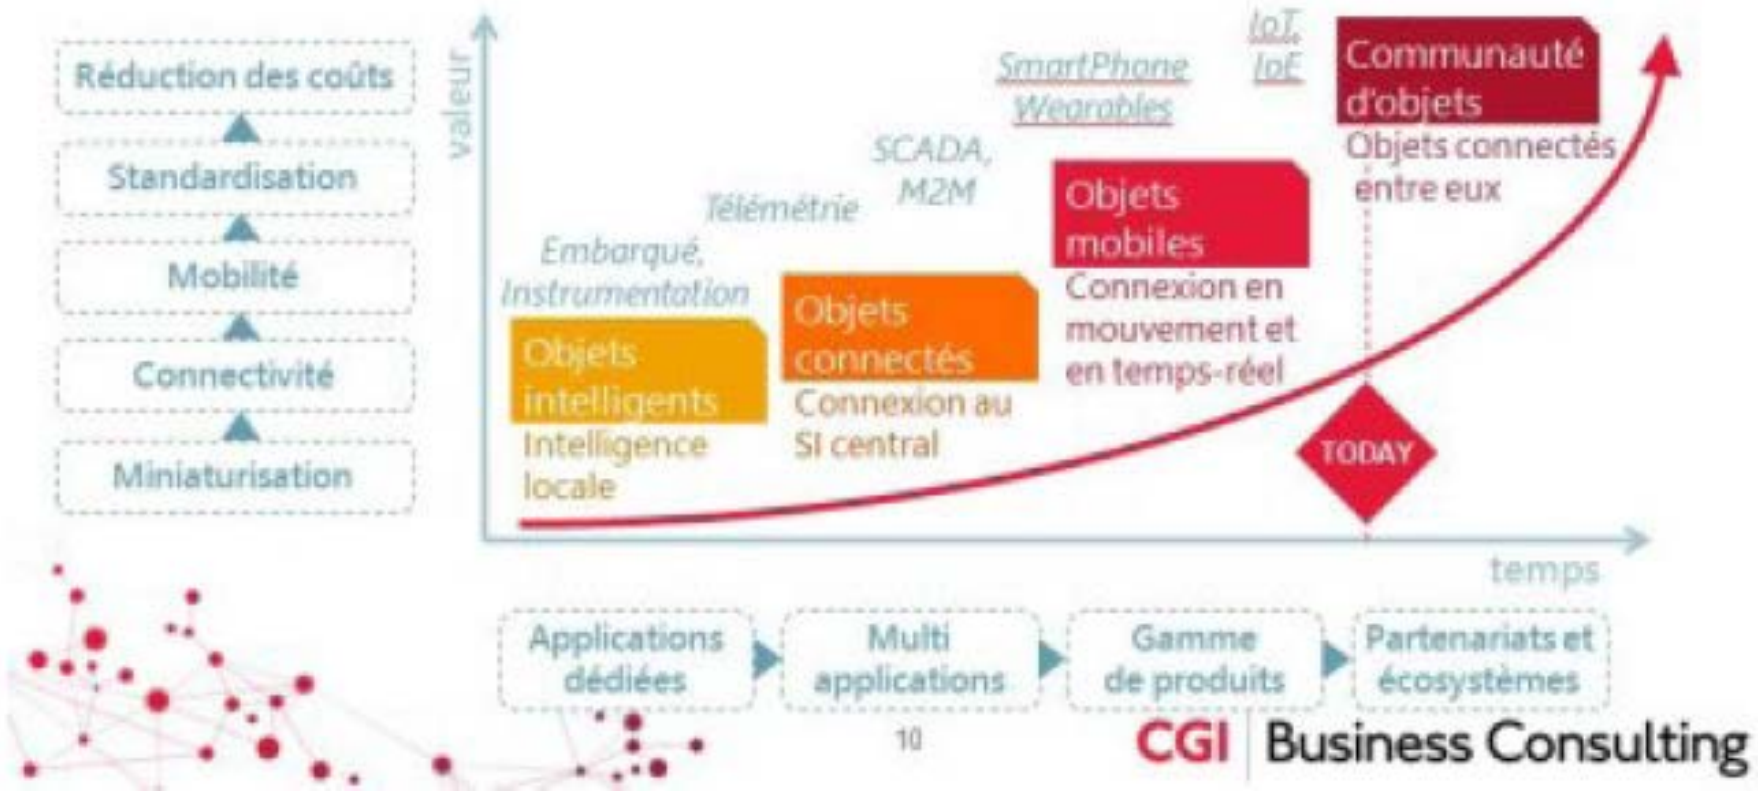 Réduction des coûts
Standardisation
Mobilité
Connectivité
Miniaturisation
valeur
Embarqué,
Instrumentation
Télémétrie
SCADA,
M2M
SmartPhone
Wearables
IoT,
IoE
Objets
intelligents
Intelligence
locale
Objets
connectés
Connexion au
SI central
Objets
mobiles
Connexion en
mouvement et
en temps-réel
Communauté
d'objets
Objets connectés
entre eux
TODAY
temps
Applications
dédiées
Multi
applications
Gamme
de produits
Partenariats et
écosystèmes
10
CGI Business Consulting